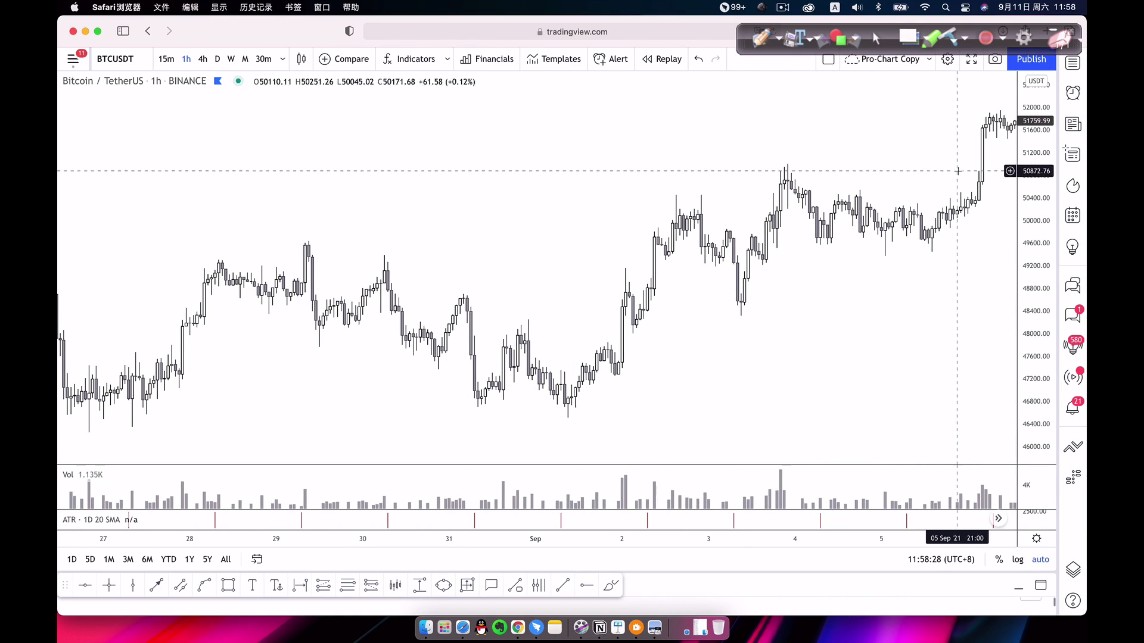 Safari浏览器 文件 编辑 显示 历史记录 书签 窗口 帮助 99+ A 9月11日 周六 11:58
tradingview.com
11 BTCUSDT 15m 1h 4h D W M 30m Compare Indicators Financials Templates Alert Replay Pro-Chart Copy Publish
Bitcoin / TetherUS · 1h · BINANCE O50110.11 H50251.26 L50045.02 C50171.68 +61.58 (+0.12%)
USDT
52000.00
51759.99
51600.00
51200.00
50872.76
50400.00
50000.00
49600.00
49200.00
48800.00
48400.00
48000.00
47600.00
47200.00
46800.00
46400.00
46000.00
1
580
21
Vol 1.135K
4K
2500.00
ATR · 1D 20 SMA n/a
27 28 29 30 31 Sep 2 3 4 5 05 Sep '21 21:00
1D 5D 1M 3M 6M YTD 1Y 5Y All 11:58:28 (UTC+8) % log auto